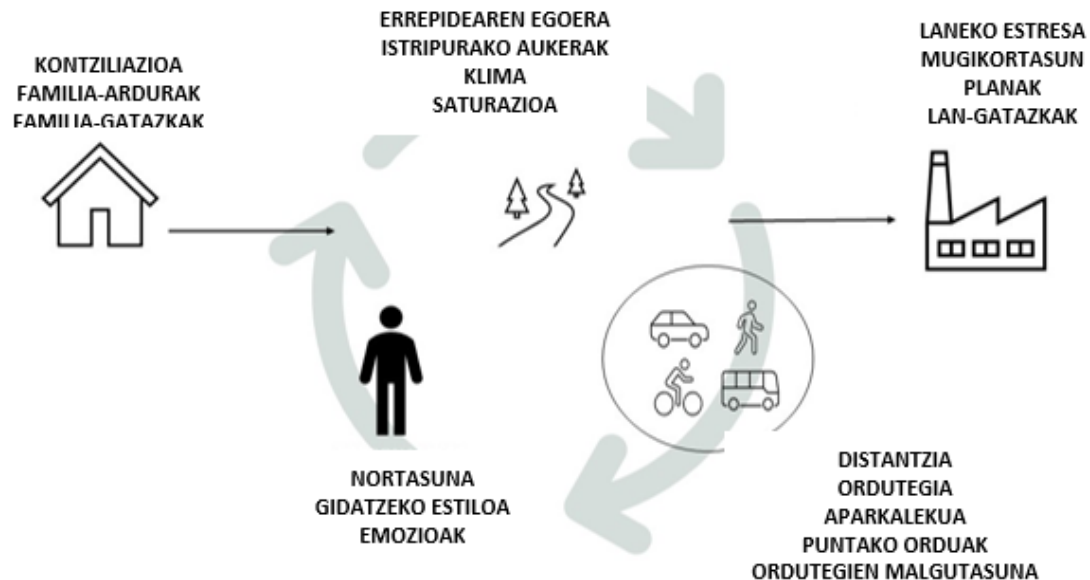 KONTZILIAZIOA
FAMILIA-ARDURAK
FAMILIA-GATAZKAK
ERREPIDEAREN EGOERA
ISTRIPURAKO AUKERAK
KLIMA
SATURAZIOA
LANEKO ESTRESA
MUGIKORTASUN
PLANAK
LAN-GATAZKAK
NORTASUNA
GIDATZEKO ESTILOA
EMOZIOAK
DISTANTZIA
ORDUTEGIA
APARKALEKUA
PUNTAKO ORDUAK
ORDUTEGIEN MALGUTASUNA